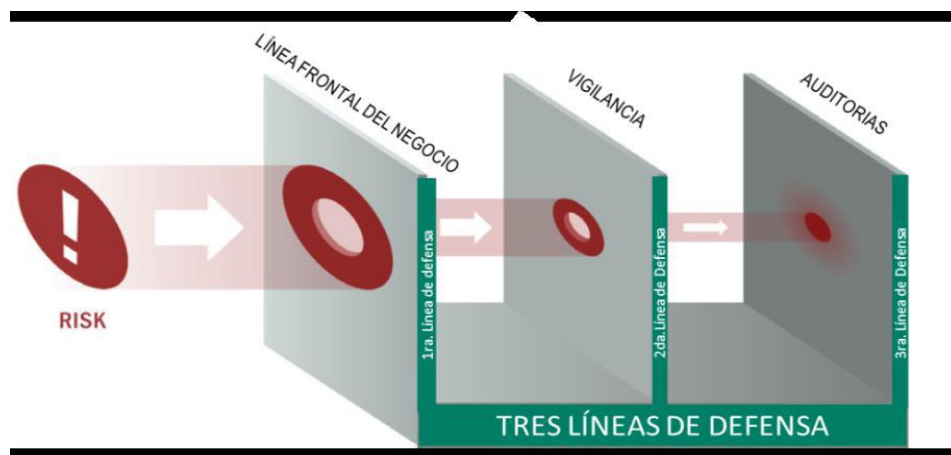 LÍNEA FRONTAL DEL NEGOCIO
VIGILANCIA
AUDITORIAS
!
RISK
1ra. Línea de defensa
2da.Línea de Defensa
3ra. Línea de Defensa
TRES LÍNEAS DE DEFENSA